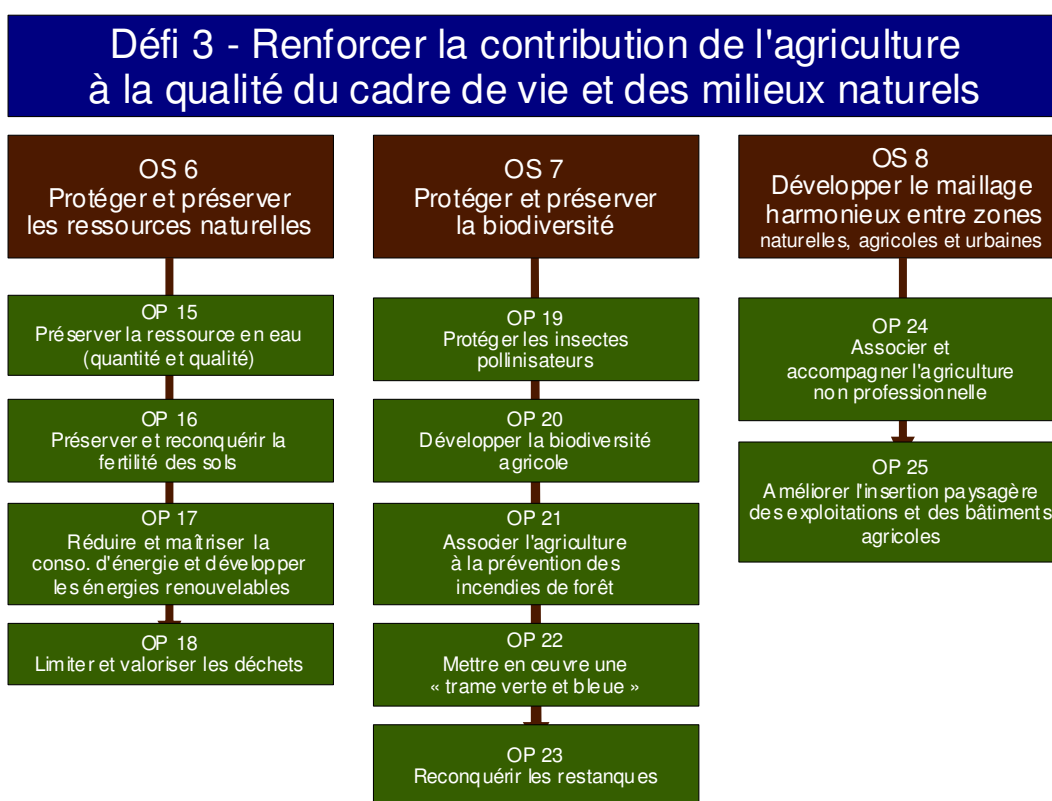 Défi 3 - Renforcer la contribution de l'agriculture
à la qualité du cadre de vie et des milieux naturels
OS 6
Protéger et préserver
les ressources naturelles
OP 15
Préserver la ressource en eau
(quantité et qualité)
OP 16
Préserver et reconquérir la
fertilité des sols
OP 17
Réduire et maîtriser la
conso. d'énergie et développer
les énergies renouvelables
OP 18
Limiter et valoriser les déchets
OS 7
Protéger et préserver
la biodiversité
OP 19
Protéger les insectes
pollinisateurs
OP 20
Développer la biodiversité
agricole
OP 21
Associer l'agriculture
à la prévention des
incendies de forêt
OP 22
Mettre en œuvre une
« trame verte et bleue »
OP 23
Reconquérir les restanques
OS 8
Développer le maillage
harmonieux entre zones
naturelles, agricoles et urbaines
OP 24
Associer et
accompagner l'agriculture
non professionnelle
OP 25
Améliorer l'insertion paysagère
des exploitations et des bâtiments
agricoles